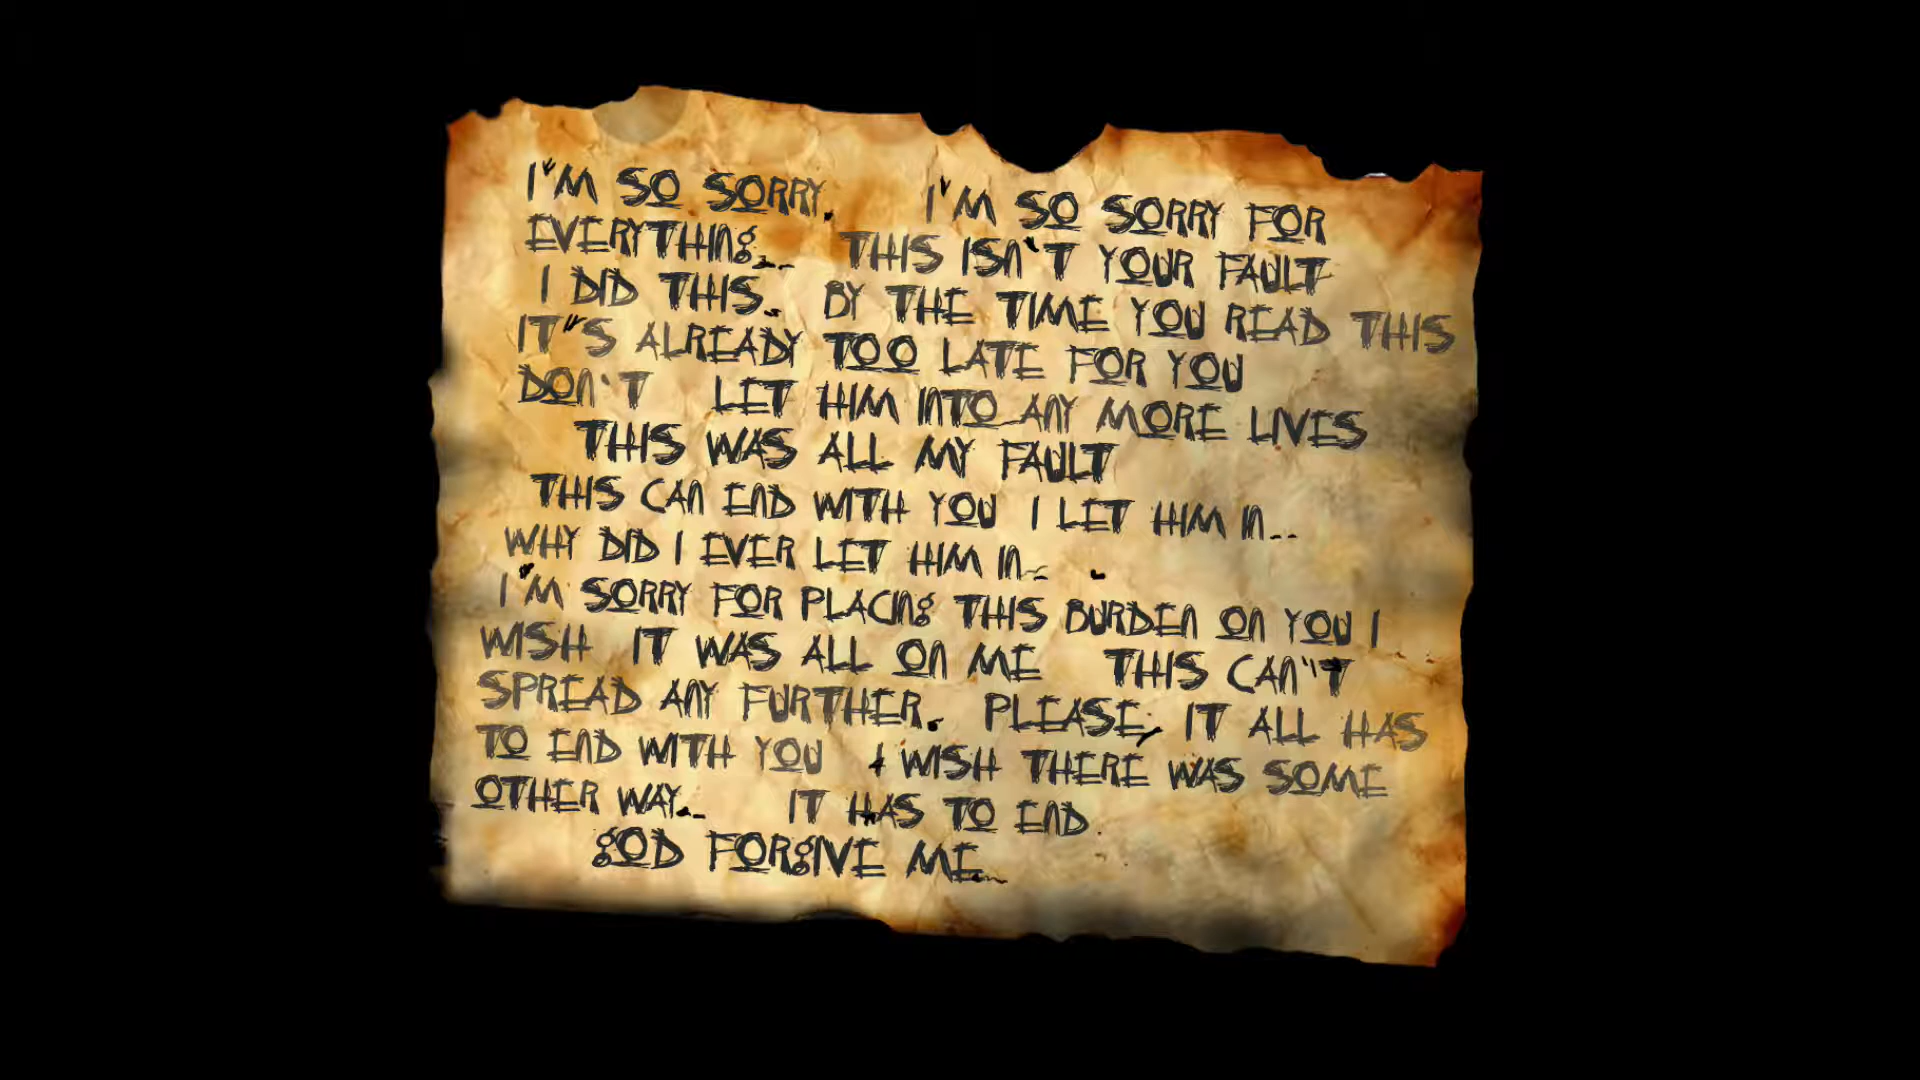 I'M SO SORRY. I'M SO SORRY FOR
EVERYTHINg... THIS ISN'T YOUR FAULT
I DID THIS.. BY THE TIME YOU READ THIS
IT"S ALREADY TOO LATE FOR YOU
DON'T LET HIM INTO ANY MORE LIVES
THIS WAS ALL MY FAULT
THIS CAN END WITH YOU I LET HIM IN...
WHY DID I EVER LET HIM IN...
I'M SORRY FOR PLACINg THIS BURDEN ON YOU I
WISH IT WAS ALL ON ME THIS CAN'T
SPREAD ANY FURTHER. PLEASE, IT ALL HAS
TO END WITH YOU I WISH THERE WAS SOME
OTHER WAY... IT HAS TO END.
gOD FORgIVE ME...